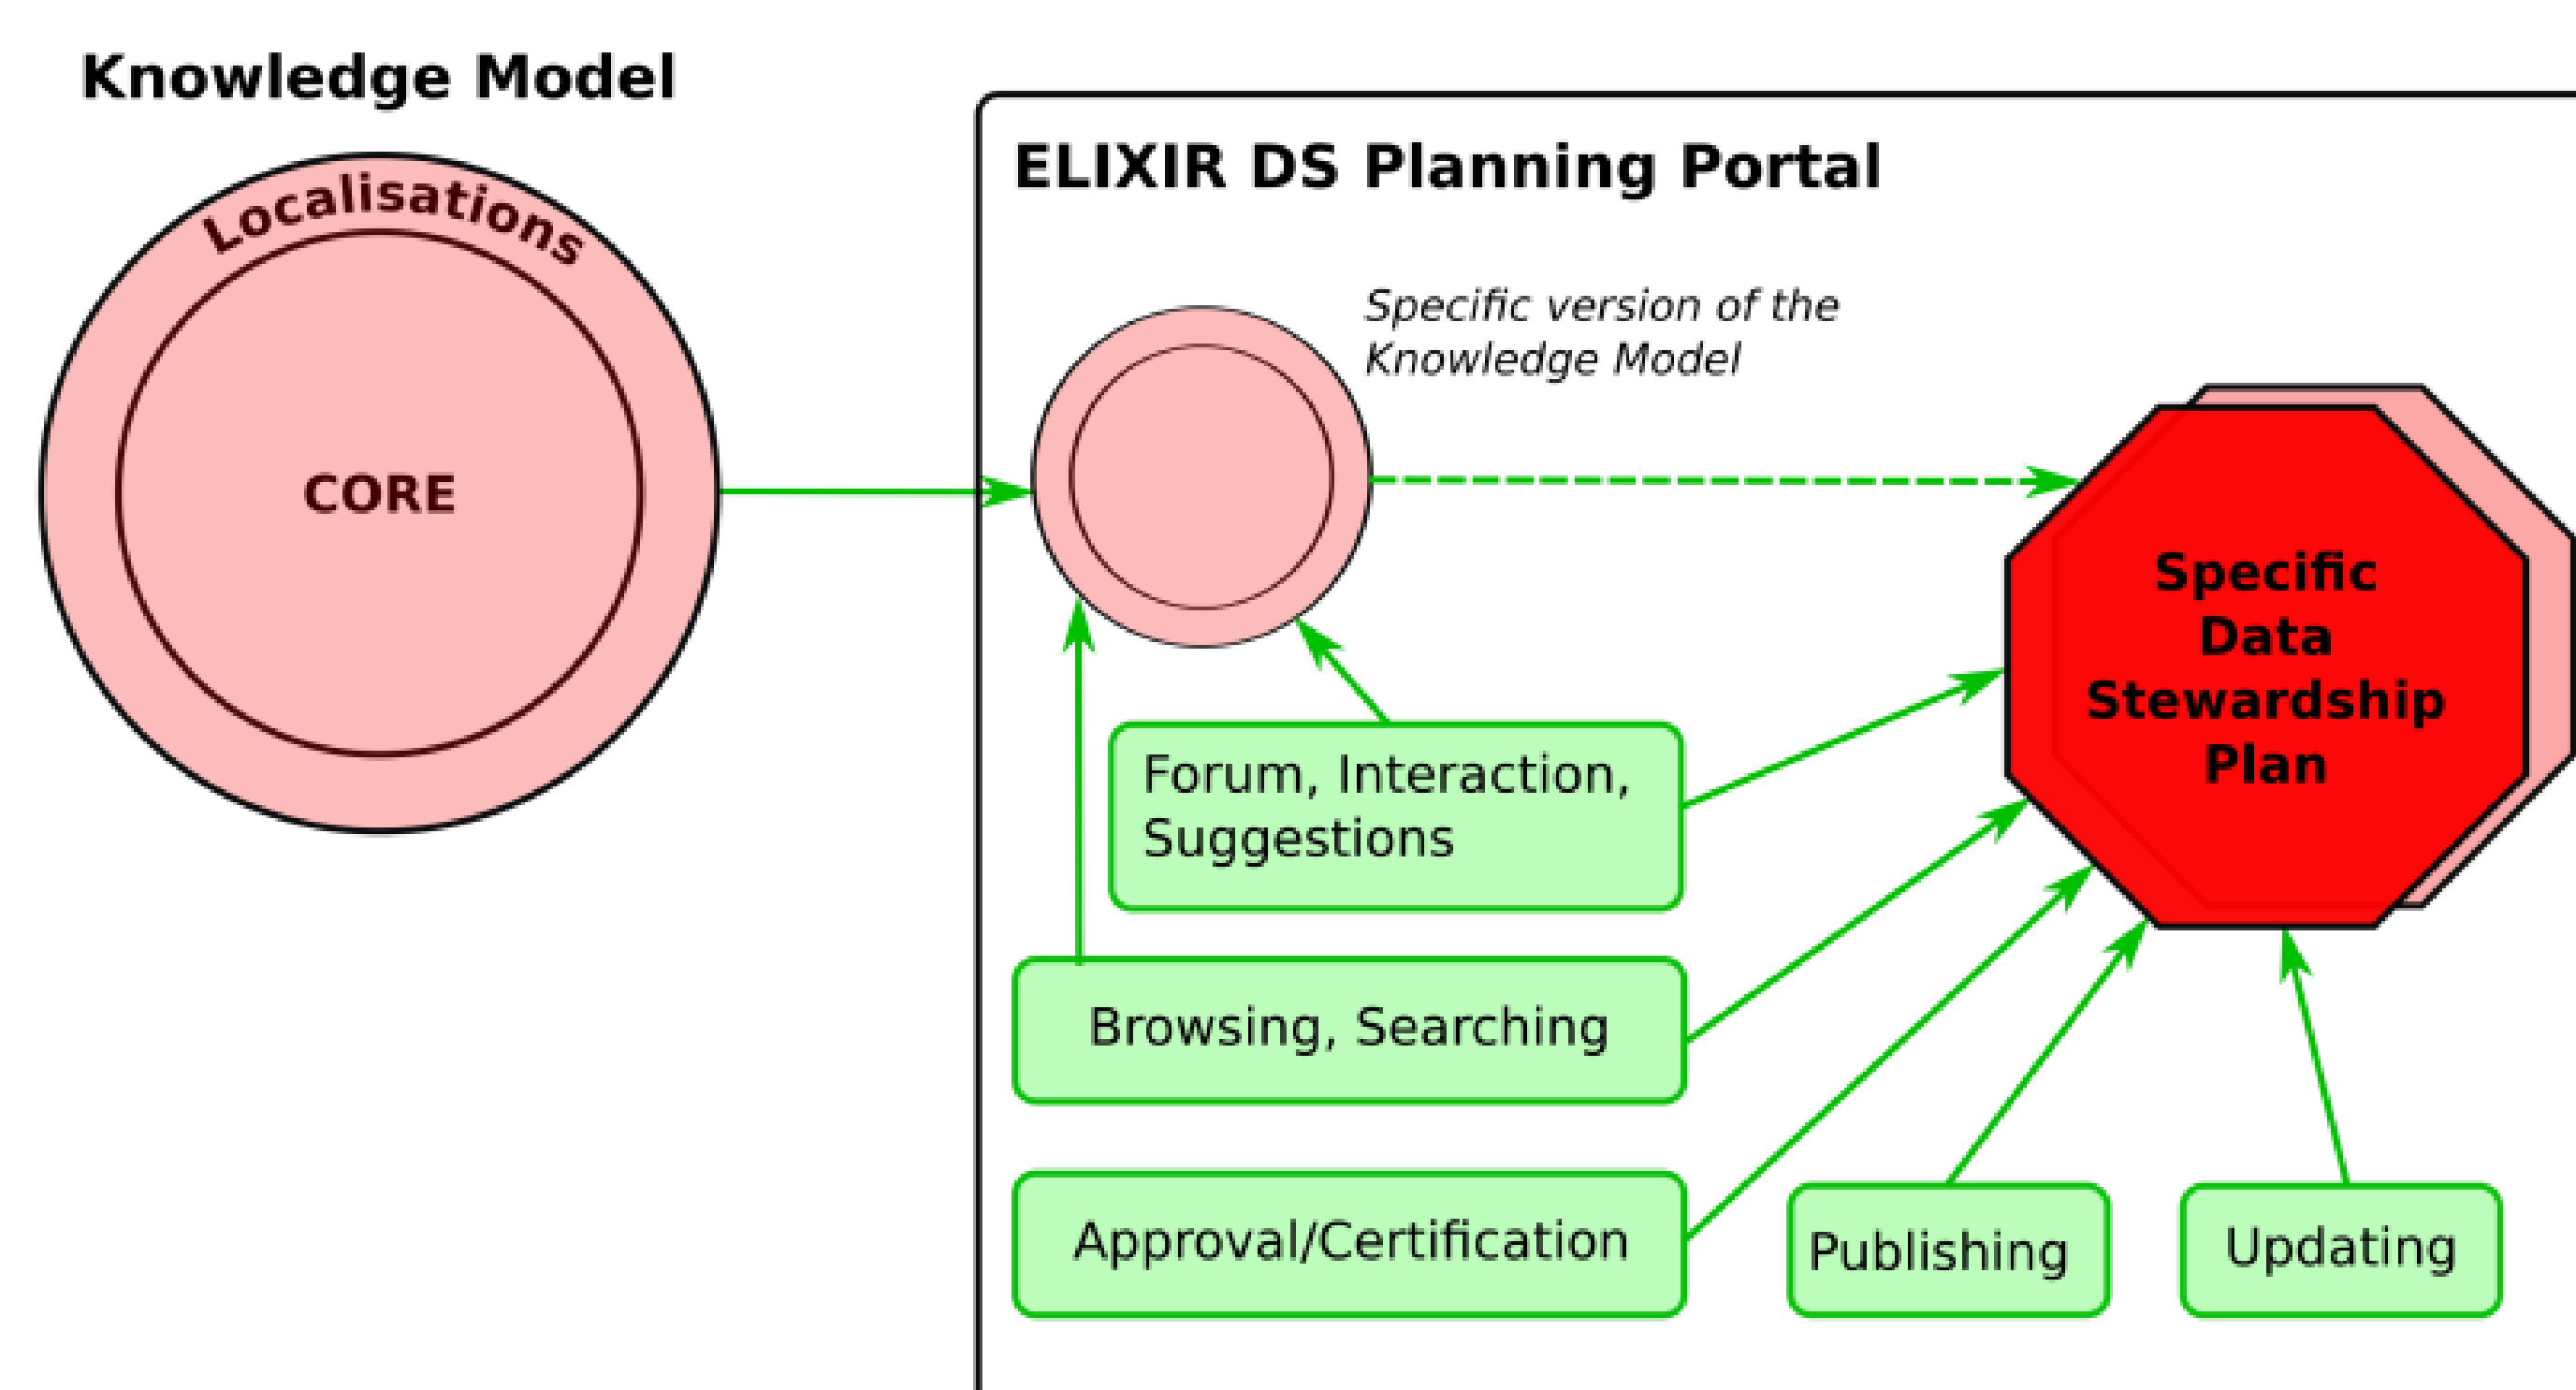 Knowledge Model
Localisations
CORE
ELIXIR DS Planning Portal
Specific version of the
Knowledge Model
Specific
Data
Stewardship
Plan
Forum, Interaction,
Suggestions
Browsing, Searching
Approval/Certification
Publishing
Updating